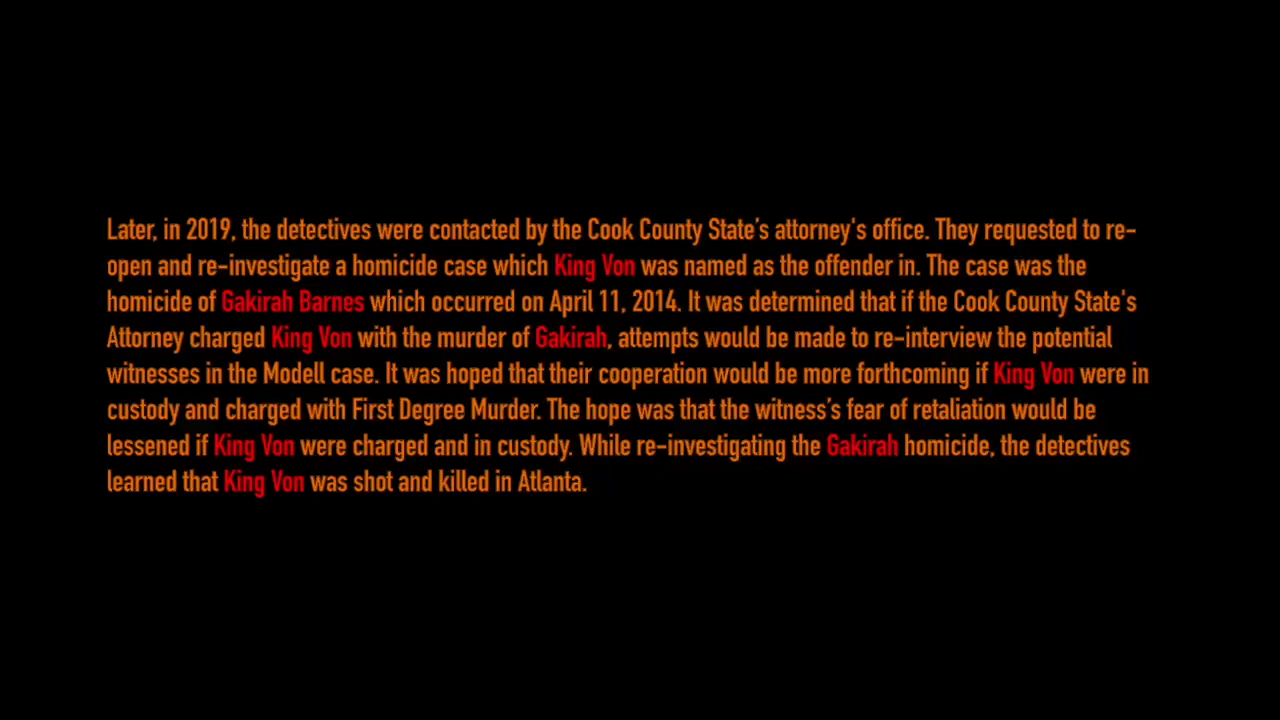 Later, in 2019, the detectives were contacted by the Cook County State's attorney's office. They requested to re-
open and re-investigate a homicide case which King Von was named as the offender in. The case was the
homicide of Gakirah Barnes which occurred on April 11, 2014. It was determined that if the Cook County State's
Attorney charged King Von with the murder of Gakirah, attempts would be made to re-interview the potential
witnesses in the Modell case. It was hoped that their cooperation would be more forthcoming if King Von were in
custody and charged with First Degree Murder. The hope was that the witness's fear of retaliation would be
lessened if King Von were charged and in custody. While re-investigating the Gakirah homicide, the detectives
learned that King Von was shot and killed in Atlanta.